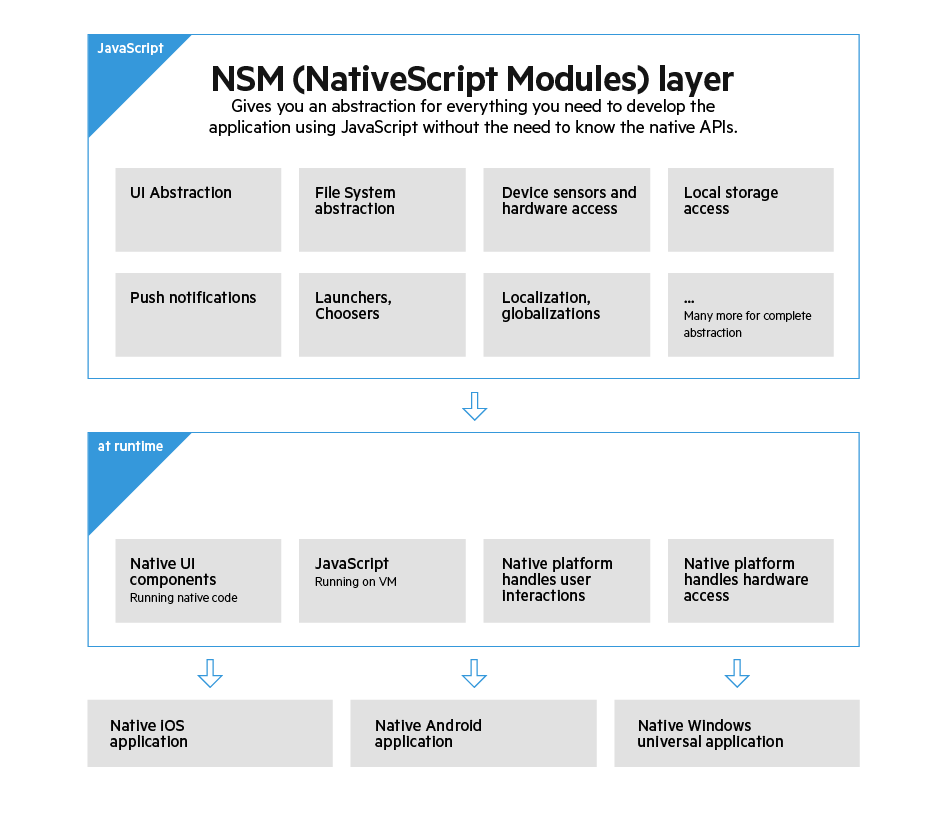 JavaScript
NSM (NativeScript Modules) layer
Gives you an abstraction for everything you need to develop the
application using JavaScript without the need to know the native APIs.
UI Abstraction
File System
abstraction
Device sensors and
hardware access
Local storage
access
Push notifications
Launchers,
Choosers
Localization,
globalizations
...
Many more for complete
abstraction
at runtime
Native UI
components
Running native code
JavaScript
Running on VM
Native platform
handles user
interactions
Native platform
handles hardware
access
Native iOS
application
Native Android
application
Native Windows
universal application